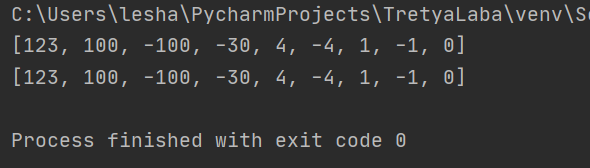 C:\Users\lesha\PycharmProjects\TretyaLaba\venv\Sc
[123, 100, -100, -30, 4, -4, 1, -1, 0]
[123, 100, -100, -30, 4, -4, 1, -1, 0]
Process finished with exit code 0